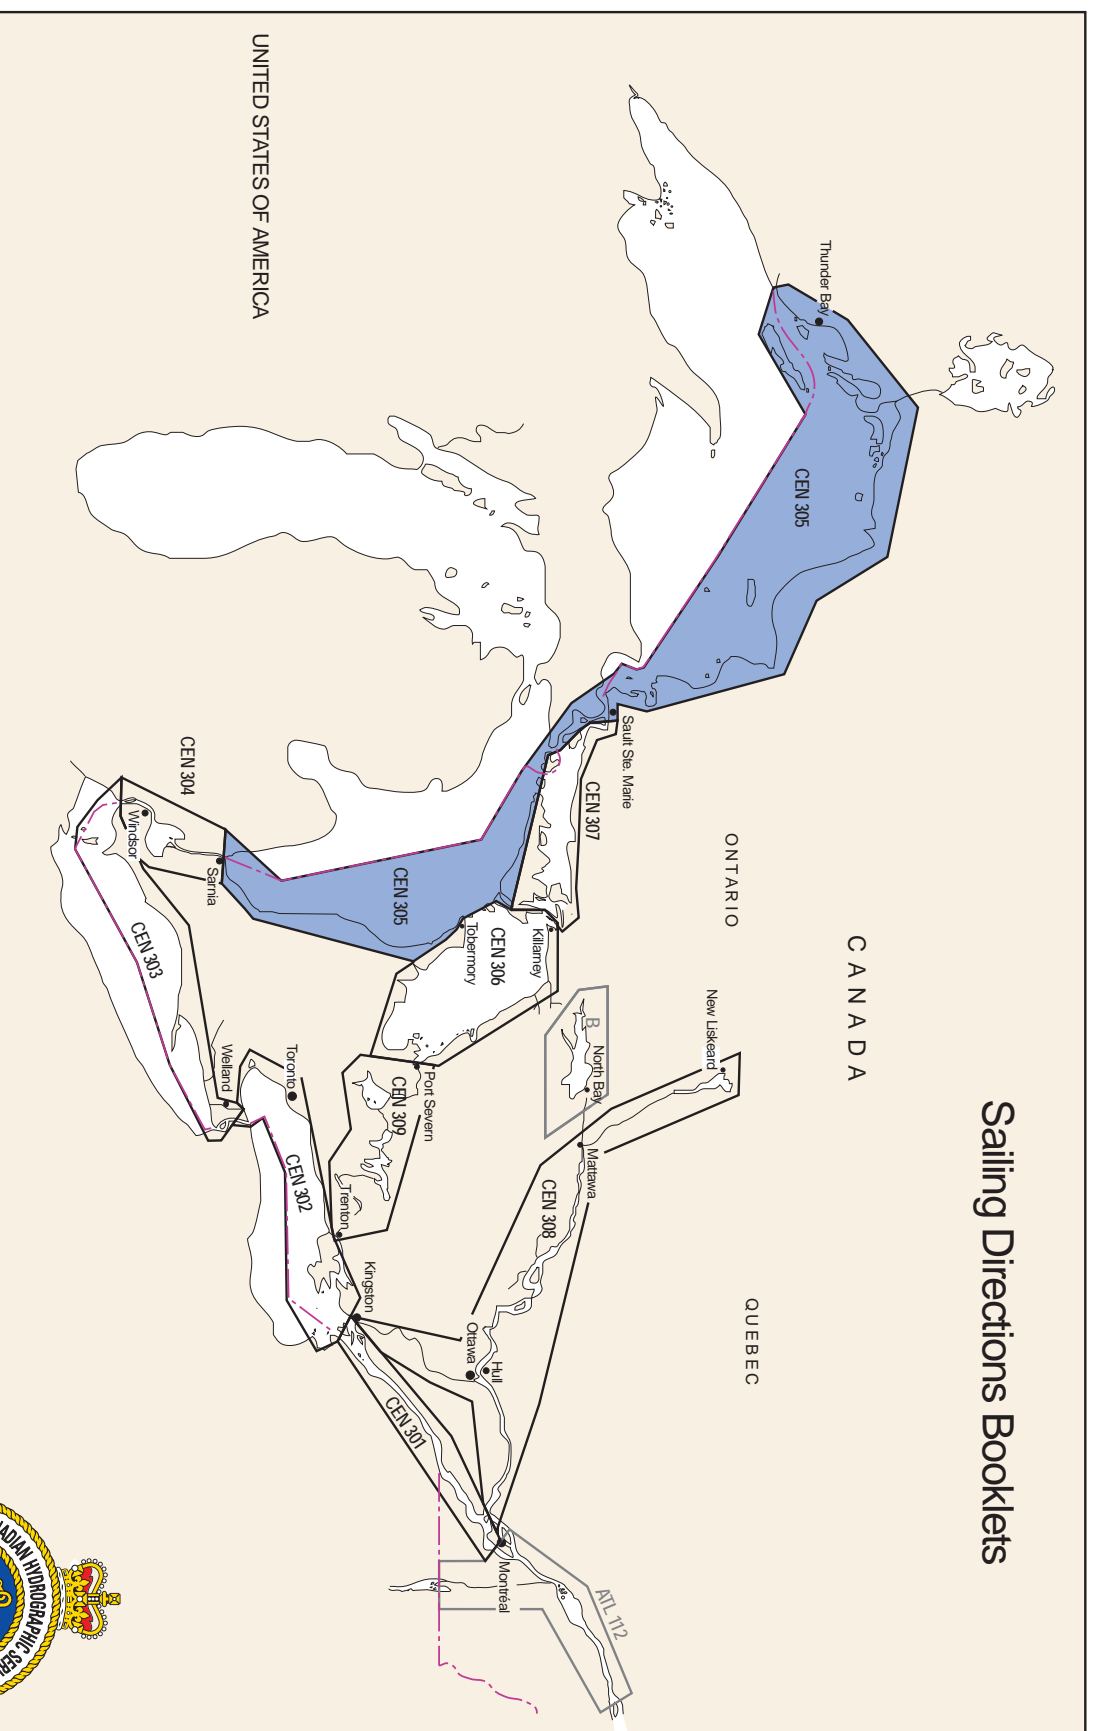 Sailing Directions Booklets
CANADA
ONTARIO
QUEBEC
UNITED STATES OF AMERICA
Thunder Bay
CEN 305
Sault Ste. Marie
CEN 307
New Liskeard
B
North Bay
Mattawa
CEN 308
Killarney
CEN 306
Tobermory
CEN 305
Port Severn
CEN 309
Trenton
Kingston
Ottawa
Hull
CEN 301
Montréal
ATL 112
Toronto
CEN 302
Welland
CEN 303
Sarnia
Windsor
CEN 304